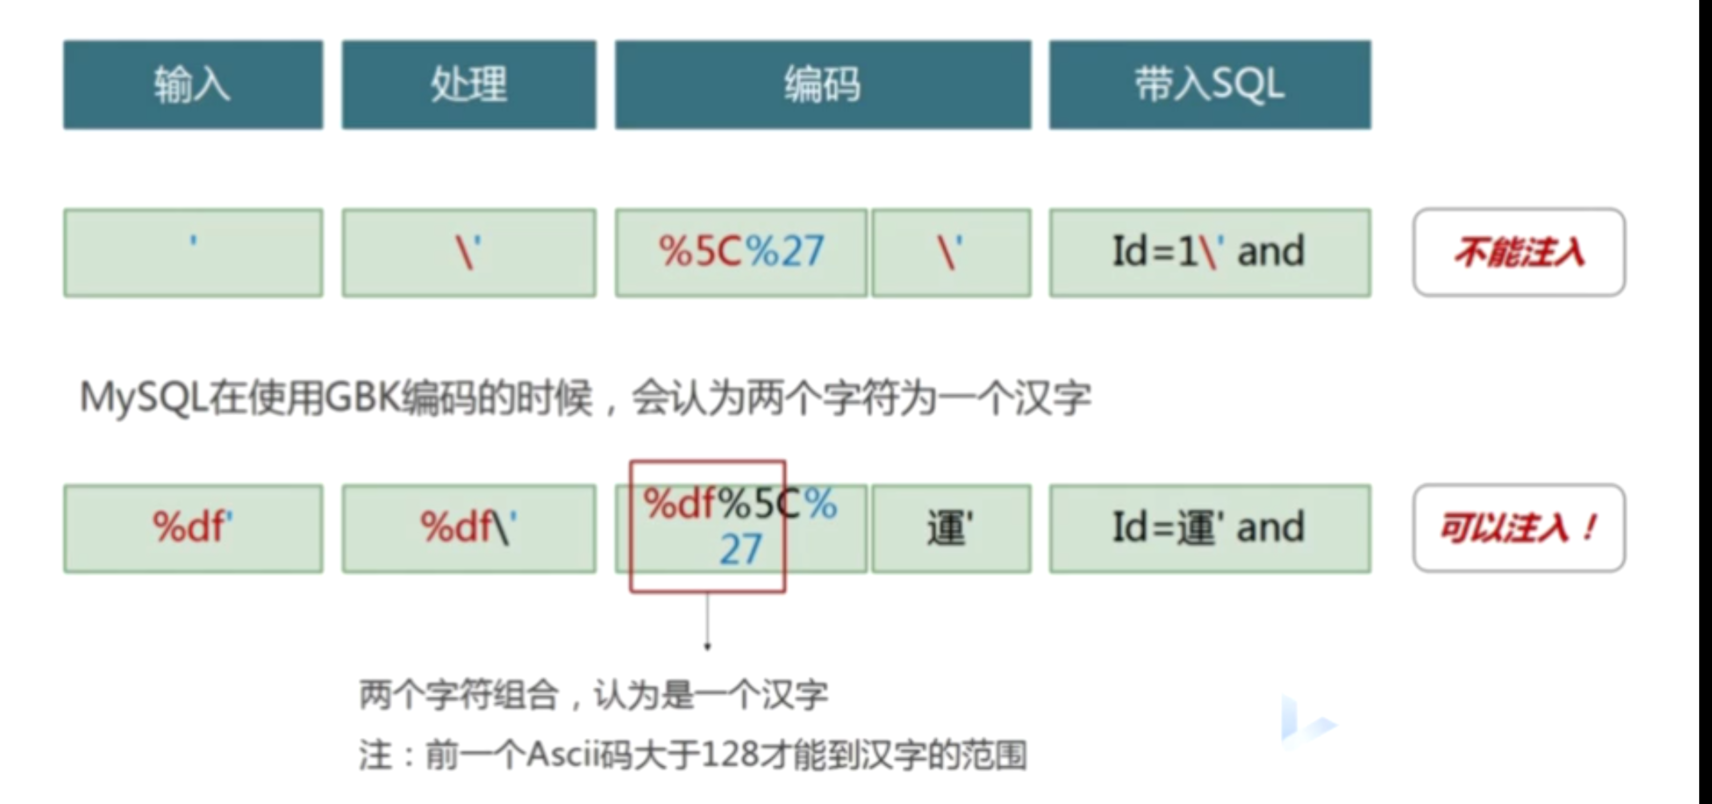 输入 处理 编码 带入SQL
' \' %5C%27 \' Id=1\' and 不能注入
MySQL在使用GBK编码的时候，会认为两个字符为一个汉字
%df' %df\' %df%5C% 運' Id=運' and 可以注入！
27
两个字符组合，认为是一个汉字
注：前一个Ascii码大于128才能到汉字的范围